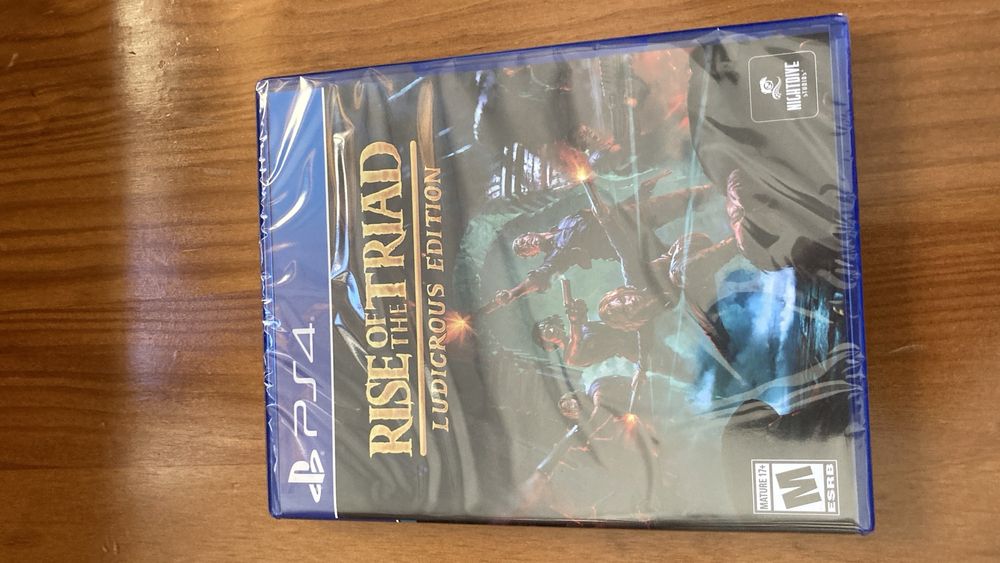 PS4
RISE OF
THE TRIAD
LUDICROUS EDITION
MATURE 17+
M
ESRB
NIGHTDIVE
STUDIOS